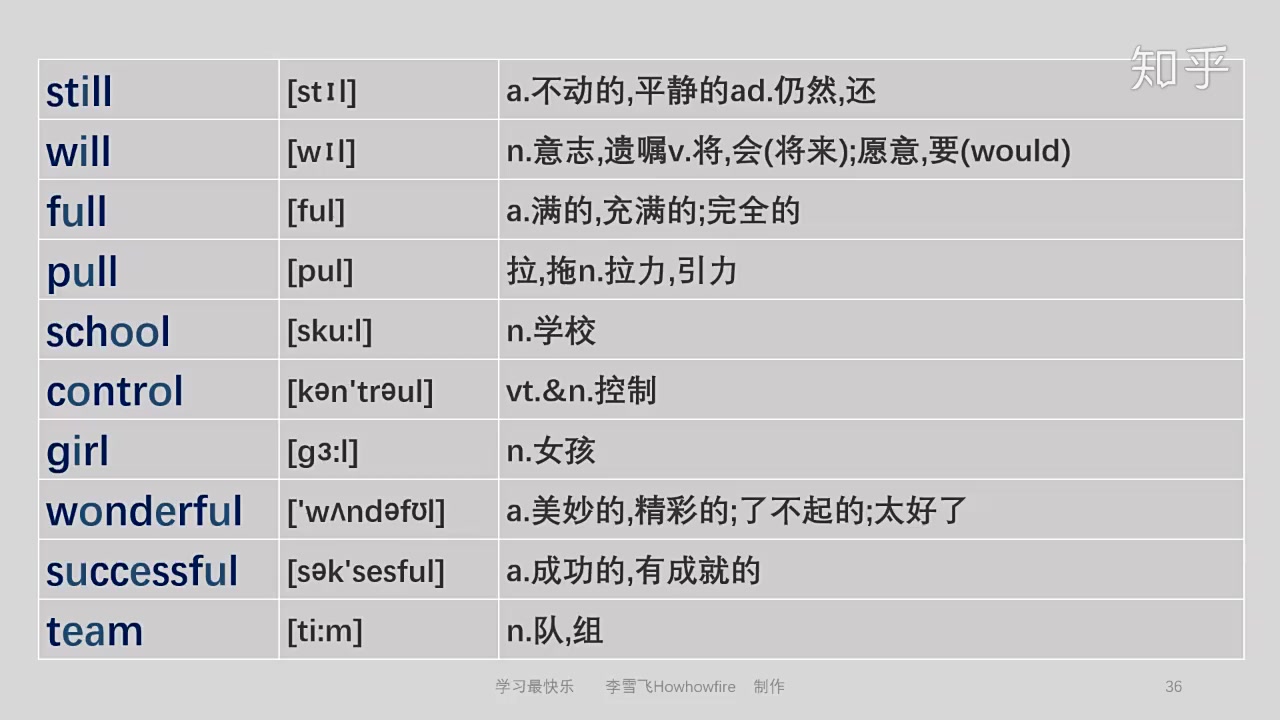 知乎
still [stɪl] a.不动的,平静的ad.仍然,还
will [wɪl] n.意志,遗嘱v.将,会(将来);愿意,要(would)
full [ful] a.满的,充满的;完全的
pull [pul] 拉,拖n.拉力,引力
school [sku:l] n.学校
control [kən'trəul] vt.&n.控制
girl [gɜ:l] n.女孩
wonderful ['wʌndəfʊl] a.美妙的,精彩的;了不起的;太好了
successful [sək'sesful] a.成功的,有成就的
team [ti:m] n.队,组
学习最快乐 李雪飞Howhowfire 制作 36